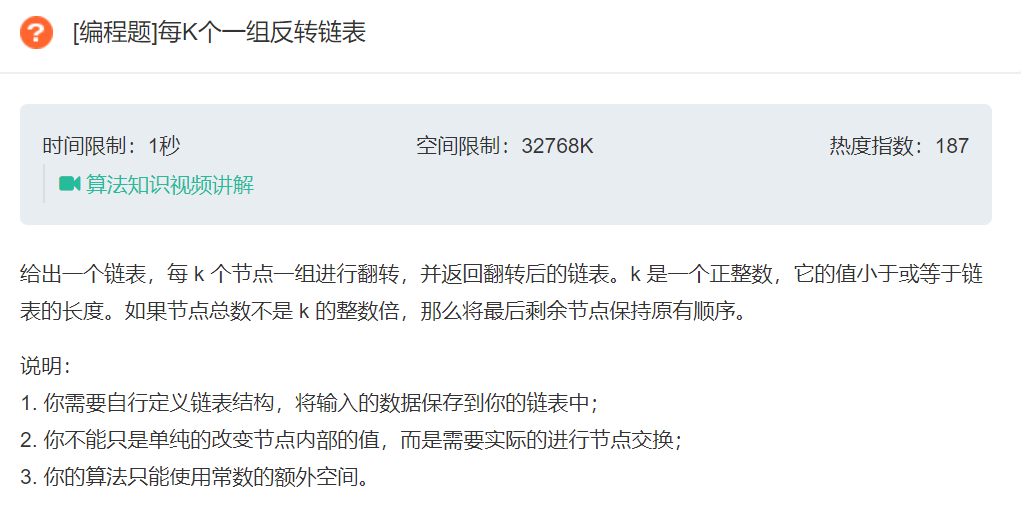 [编程题]每K个一组反转链表
时间限制：1秒 空间限制：32768K 热度指数：187
算法知识视频讲解
给出一个链表，每 k 个节点一组进行翻转，并返回翻转后的链表。k 是一个正整数，它的值小于或等于链
表的长度。如果节点总数不是 k 的整数倍，那么将最后剩余节点保持原有顺序。
说明：
1. 你需要自行定义链表结构，将输入的数据保存到你的链表中；
2. 你不能只是单纯的改变节点内部的值，而是需要实际的进行节点交换；
3. 你的算法只能使用常数的额外空间。